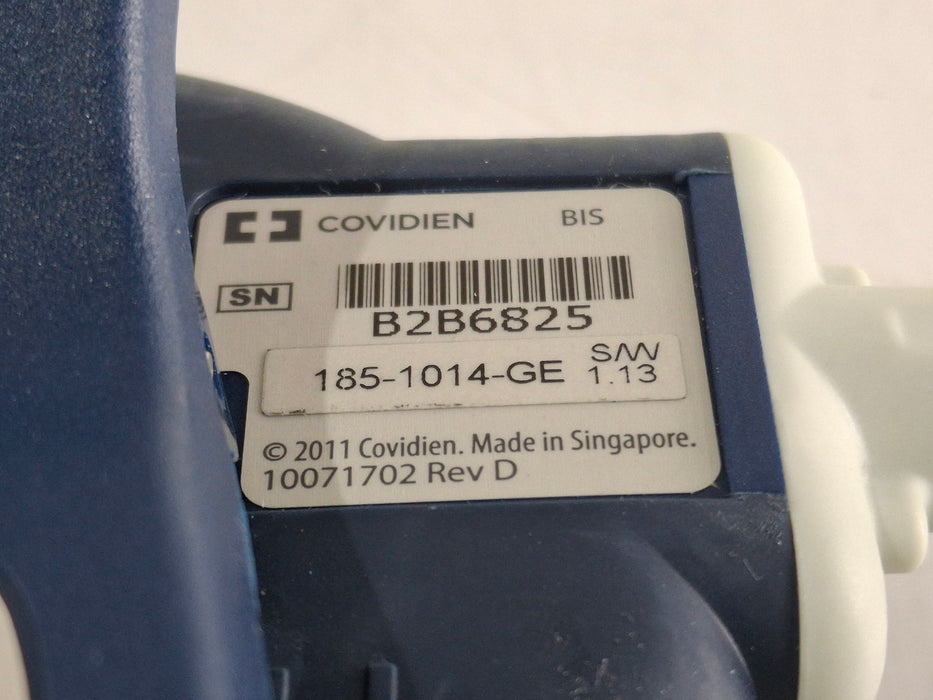 COVIDIEN BIS
SN
B2B6825
185-1014-GE S/W 1.13
© 2011 Covidien. Made in Singapore.
10071702 Rev D